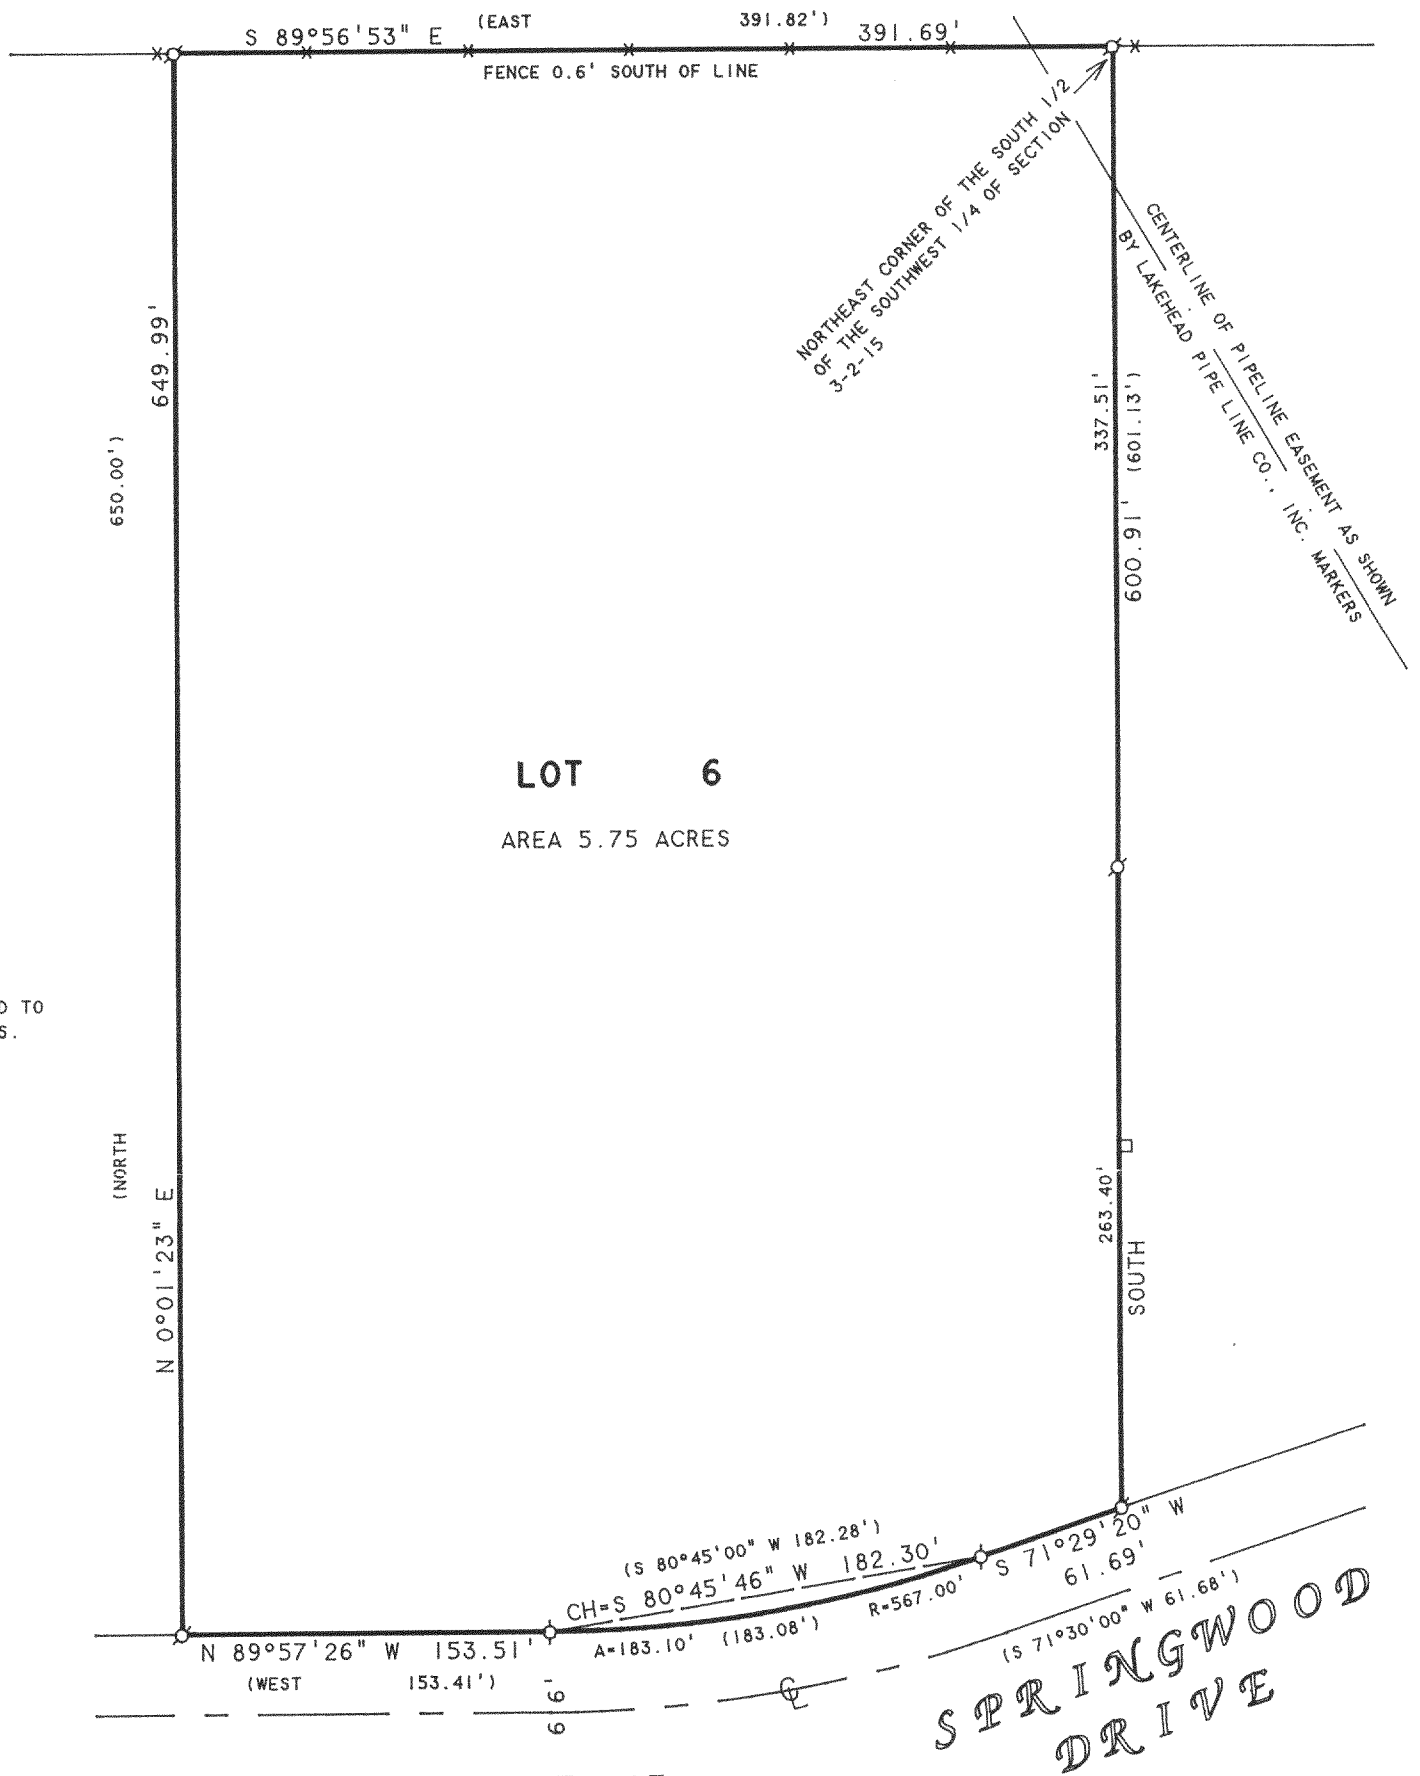 (EAST 391.82')
S 89°56'53" E 391.69'
FENCE 0.6' SOUTH OF LINE
NORTHEAST CORNER OF THE SOUTH 1/2
OF THE SOUTHWEST 1/4 OF SECTION
3-2-15
CENTERLINE OF PIPELINE EASEMENT AS SHOWN
BY LAKEHEAD PIPE LINE CO., INC. MARKERS
649.99'
650.00')
337.51'
(601.13')
600.91'
LOT 6
AREA 5.75 ACRES
TO
S.
(NORTH
N 0°01'23" E
263.40'
SOUTH
(S 80°45'00" W 182.28')
CH=S 80°45'46" W 182.30'
S 71°29'20" W
61.69'
R=567.00'
A=183.10' (183.08')
(S 71°30'00" W 61.68')
N 89°57'26" W 153.51'
(WEST 153.41')
66'
℄
SPRINGWOOD
DRIVE